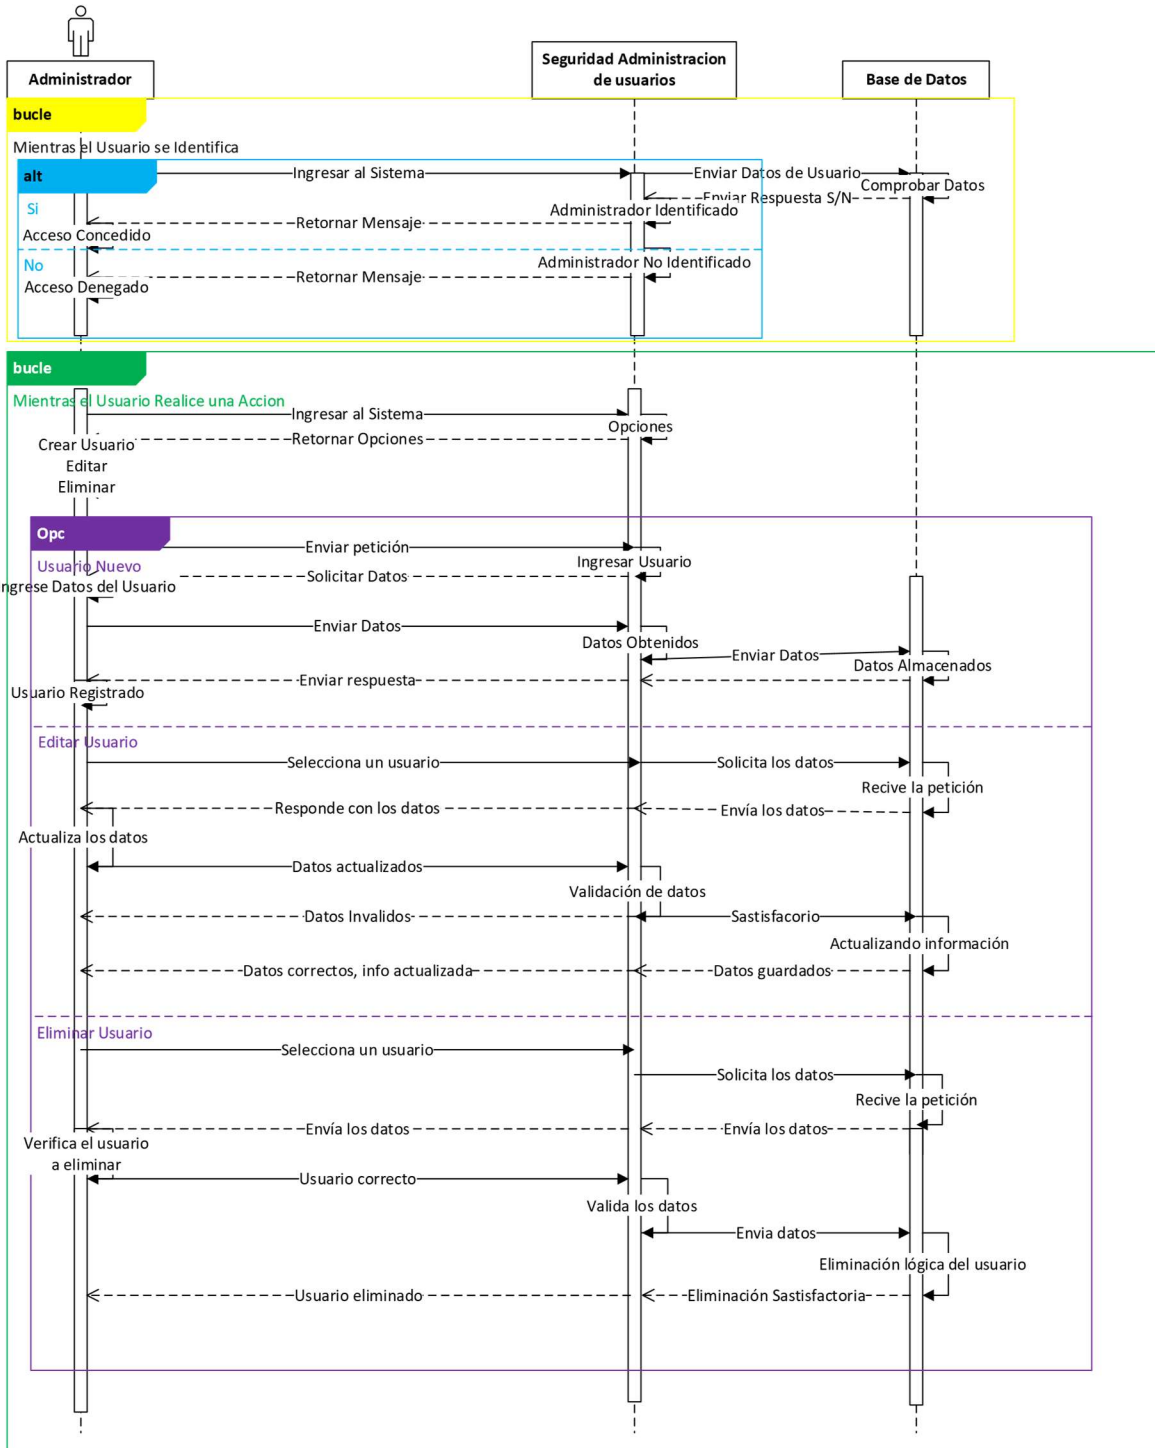 Administrador
Seguridad Administracion
de usuarios
Base de Datos
bucle
Mientras el Usuario se Identifica
alt
Ingresar al Sistema
Enviar Datos de Usuario
Comprobar Datos
Enviar Respuesta S/N
Si
Administrador Identificado
Retornar Mensaje
Acceso Concedido
No
Administrador No Identificado
Retornar Mensaje
Acceso Denegado
bucle
Mientras el Usuario Realice una Accion
Ingresar al Sistema
Opciones
Retornar Opciones
Crear Usuario
Editar
Eliminar
Opc
Enviar petición
Usuario Nuevo
Ingresar Usuario
Solicitar Datos
ngrese Datos del Usuario
Enviar Datos
Datos Obtenidos
Enviar Datos
Datos Almacenados
Enviar respuesta
Usuario Registrado
Editar Usuario
Selecciona un usuario
Solicita los datos
Recive la petición
Responde con los datos
Envía los datos
Actualiza los datos
Datos actualizados
Validación de datos
Datos Invalidos
Sastisfacorio
Actualizando información
Datos correctos, info actualizada
Datos guardados
Eliminar Usuario
Selecciona un usuario
Solicita los datos
Recive la petición
Envía los datos
Envía los datos
Verifica el usuario
a eliminar
Usuario correcto
Valida los datos
Envia datos
Eliminación lógica del usuario
Usuario eliminado
Eliminación Sastisfactoria